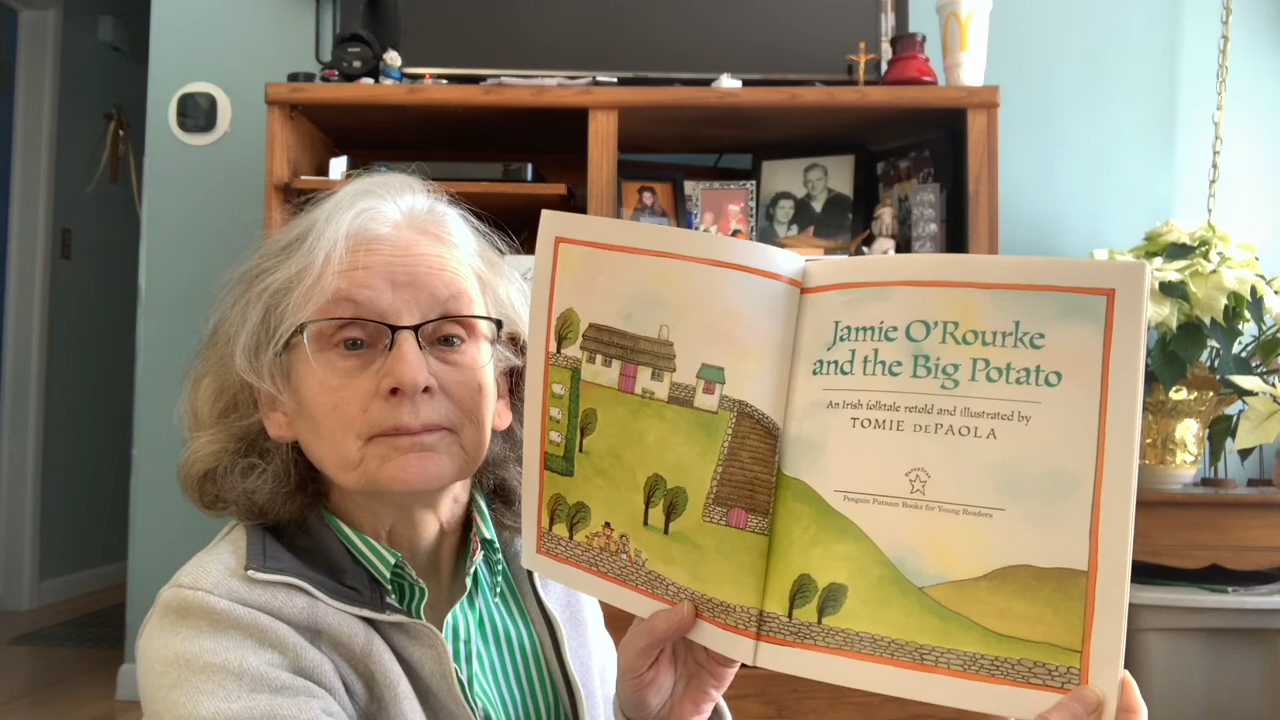 Jamie O'Rourke
and the Big Potato
An Irish folktale retold and illustrated by
TOMIE DEPAOLA
PaperStar
Penguin Putnam Books for Young Readers